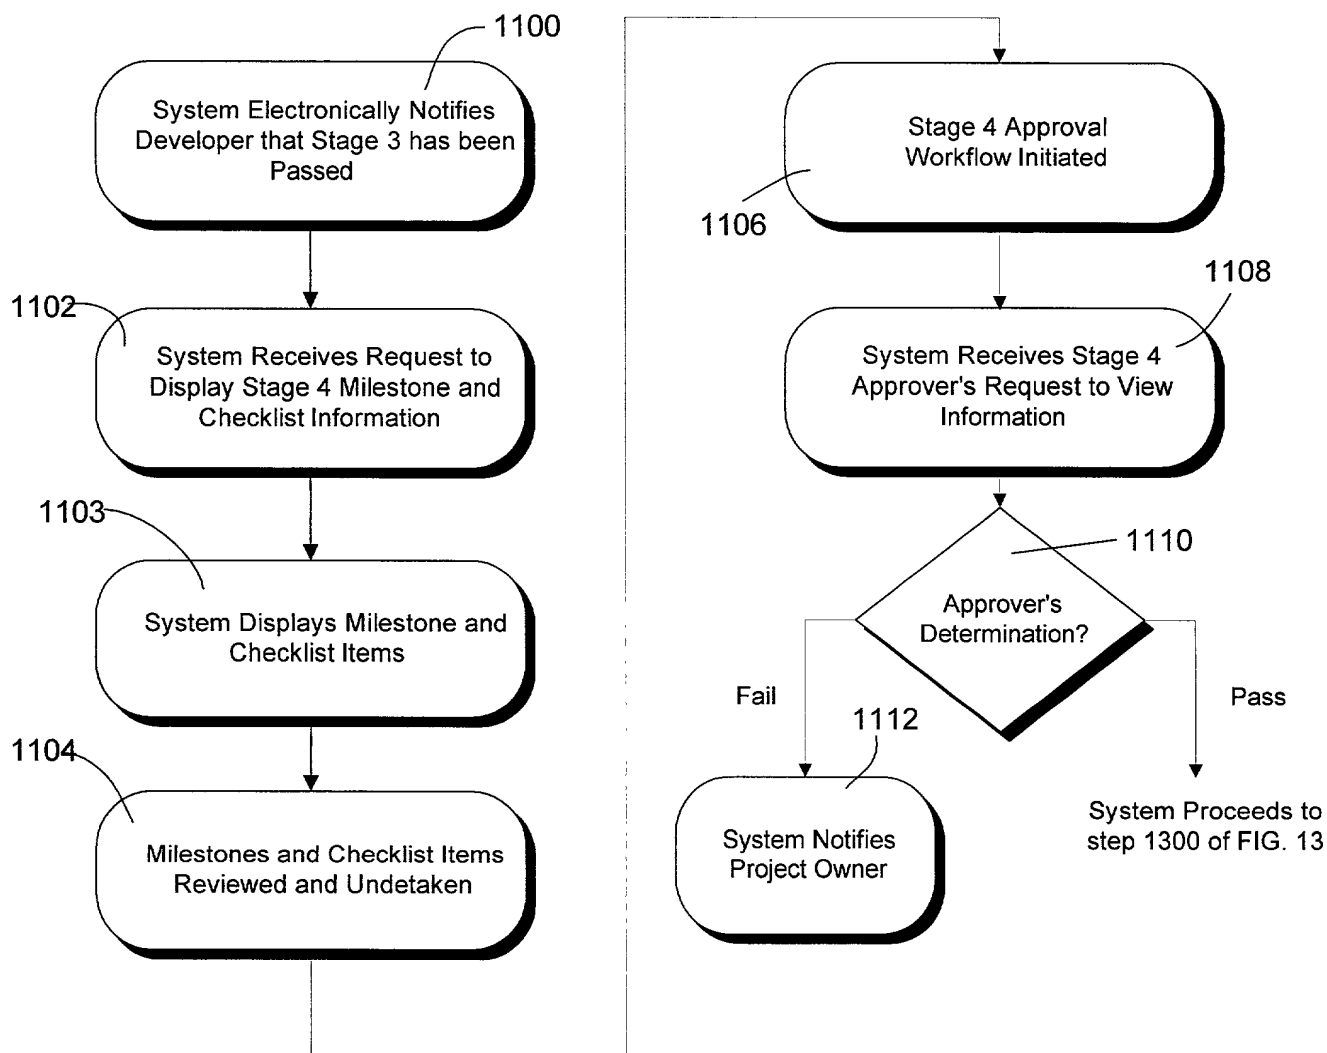 1100
System Electronically Notifies
Developer that Stage 3 has been
Passed
1102
System Receives Request to
Display Stage 4 Milestone and
Checklist Information
1103
System Displays Milestone and
Checklist Items
1104
Milestones and Checklist Items
Reviewed and Undetaken
Stage 4 Approval
Workflow Initiated
1106
1108
System Receives Stage 4
Approver's Request to View
Information
1110
Approver's
Determination?
Fail
Pass
1112
System Notifies
Project Owner
System Proceeds to
step 1300 of FIG. 13